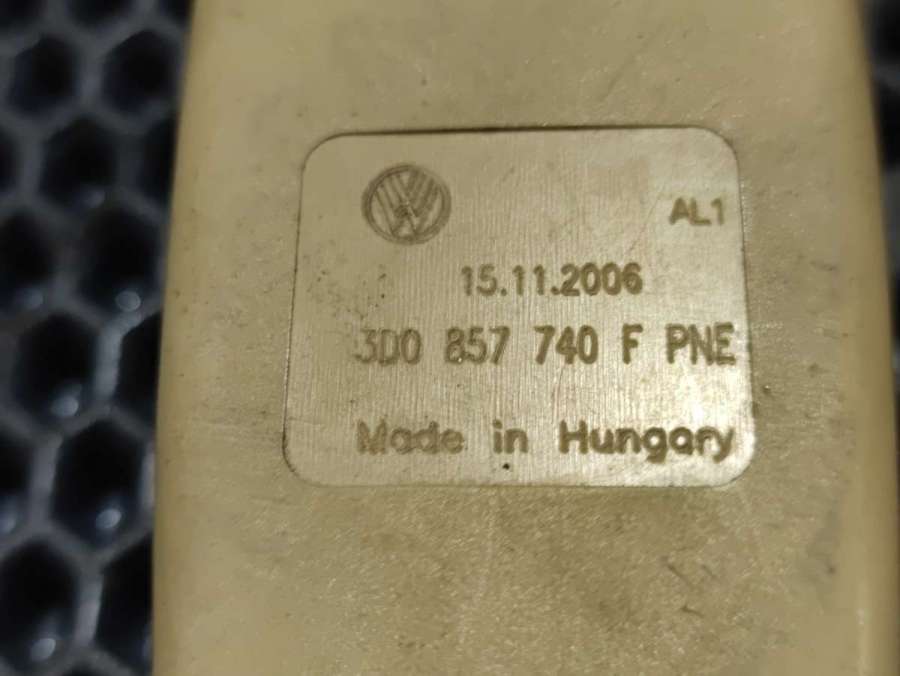 AL1
15.11.2006
3D0 857 740 F PNE
Made in Hungary